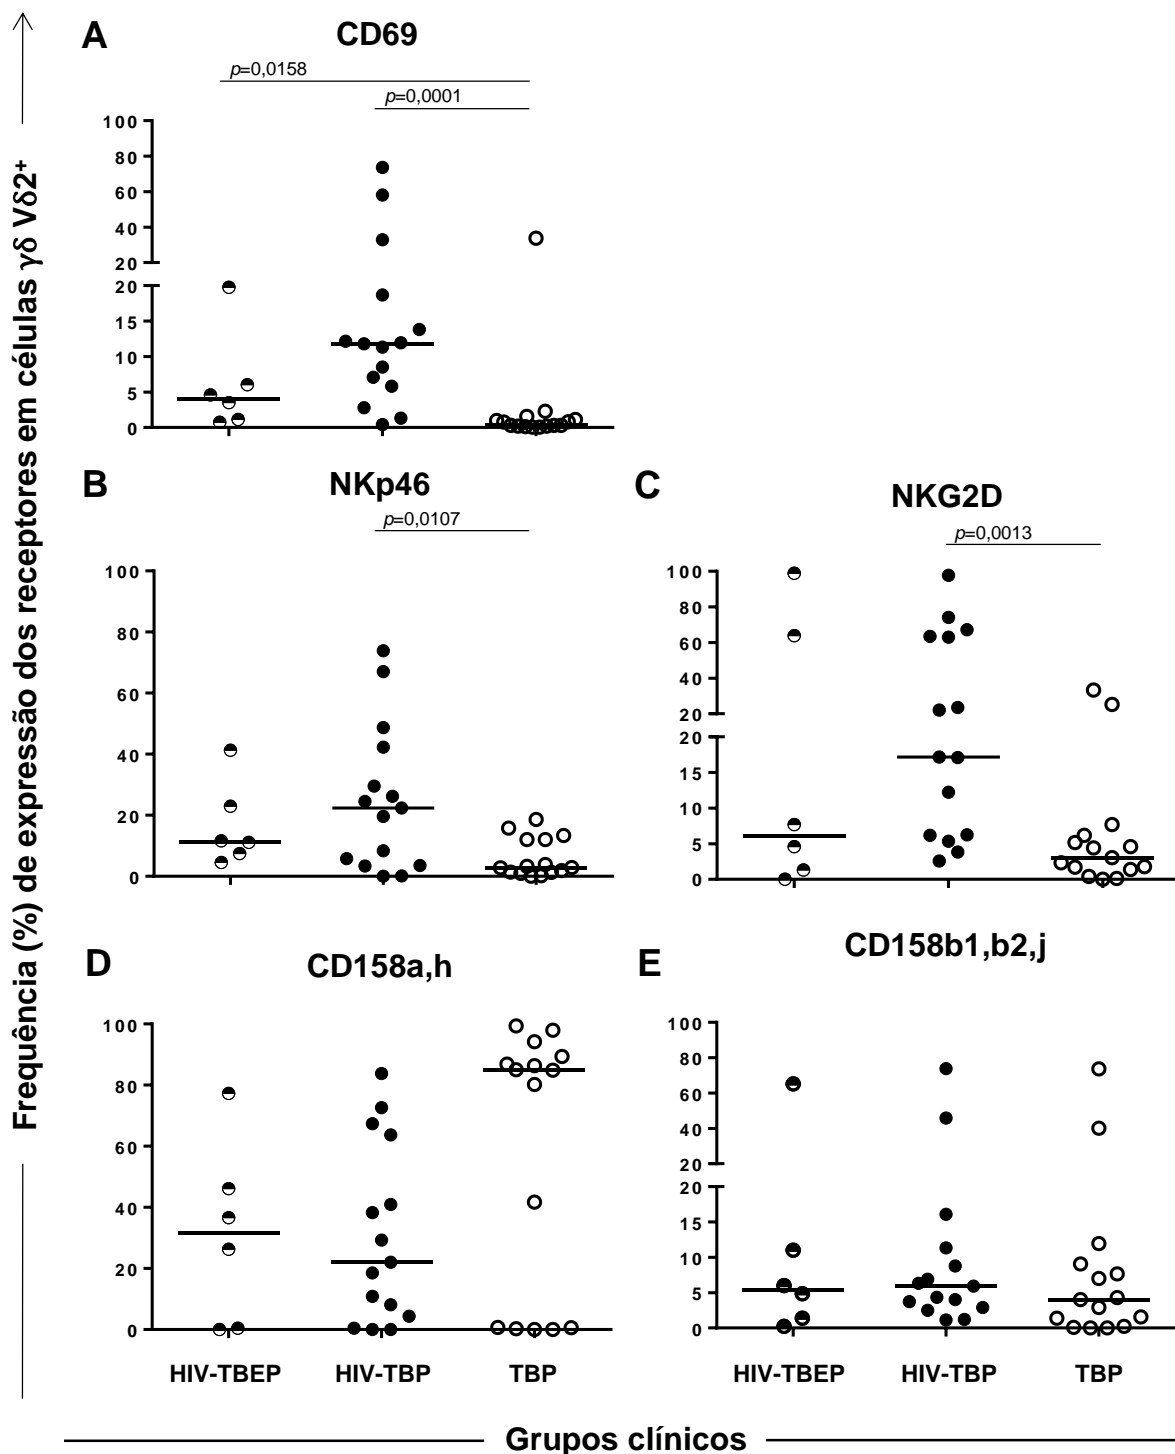 Frequência (%) de expressão dos receptores em células γδ Vδ2+
A
CD69
p=0,0158
p=0,0001
100
80
60
40
20
20
15
10
5
0
B
NKp46
p=0,0107
100
80
60
40
20
0
C
NKG2D
p=0,0013
100
80
60
40
20
20
15
10
5
0
D
CD158a,h
100
80
60
40
20
0
HIV-TBEP HIV-TBP TBP
E
CD158b1,b2,j
100
80
60
40
20
20
15
10
5
0
HIV-TBEP HIV-TBP TBP
Grupos clínicos